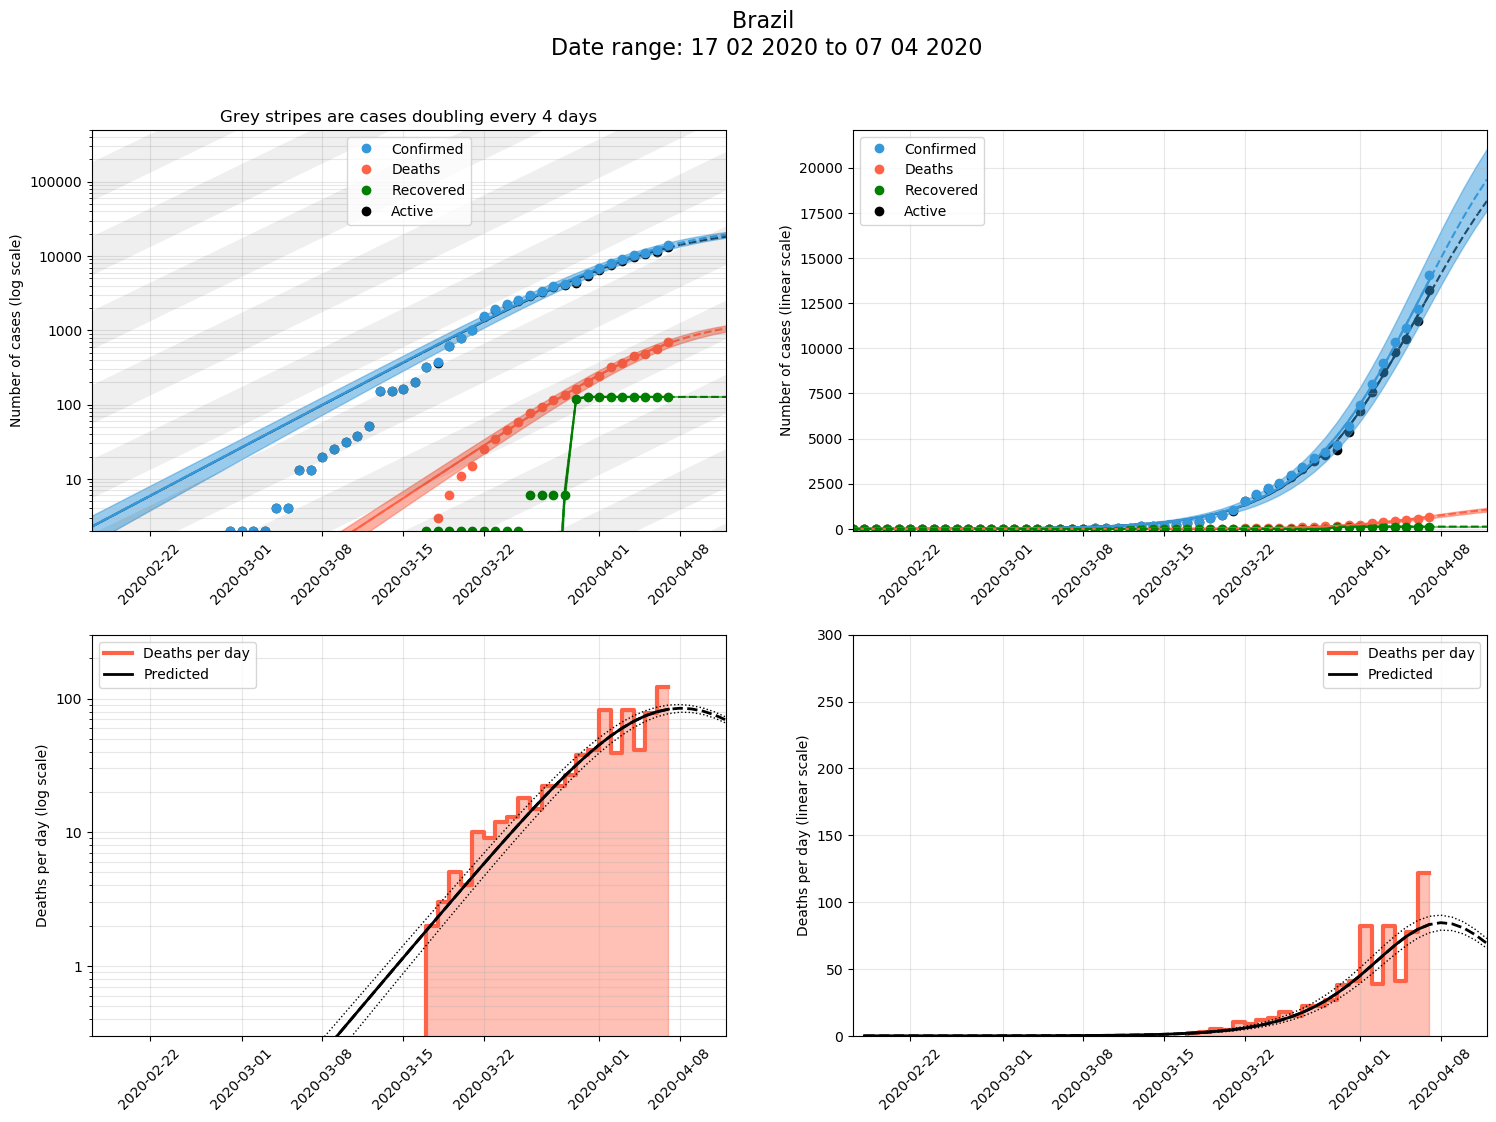 Brazil
Date range: 17 02 2020 to 07 04 2020
Grey stripes are cases doubling every 4 days
Number of cases (log scale)
100000
10000
1000
100
10
Confirmed
Deaths
Recovered
Active
2020-02-22
2020-03-01
2020-03-08
2020-03-15
2020-03-22
2020-04-01
2020-04-08
Number of cases (linear scale)
20000
17500
15000
12500
10000
7500
5000
2500
0
Confirmed
Deaths
Recovered
Active
2020-02-22
2020-03-01
2020-03-08
2020-03-15
2020-03-22
2020-04-01
2020-04-08
Deaths per day (log scale)
100
10
1
Deaths per day
Predicted
2020-02-22
2020-03-01
2020-03-08
2020-03-15
2020-03-22
2020-04-01
2020-04-08
Deaths per day (linear scale)
300
250
200
150
100
50
0
Deaths per day
Predicted
2020-02-22
2020-03-01
2020-03-08
2020-03-15
2020-03-22
2020-04-01
2020-04-08